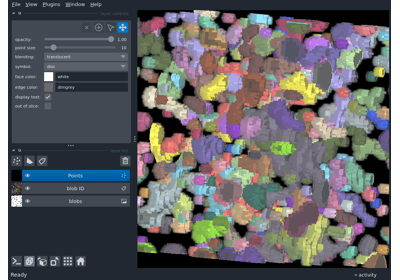 File View Plugins Window Help
opacity: 1.00
point size: 10
blending: translucent
symbol: disc
face color: white
edge color: dimgrey
display text:
out of slice:
Points
blob ID
blobs
Ready
activity